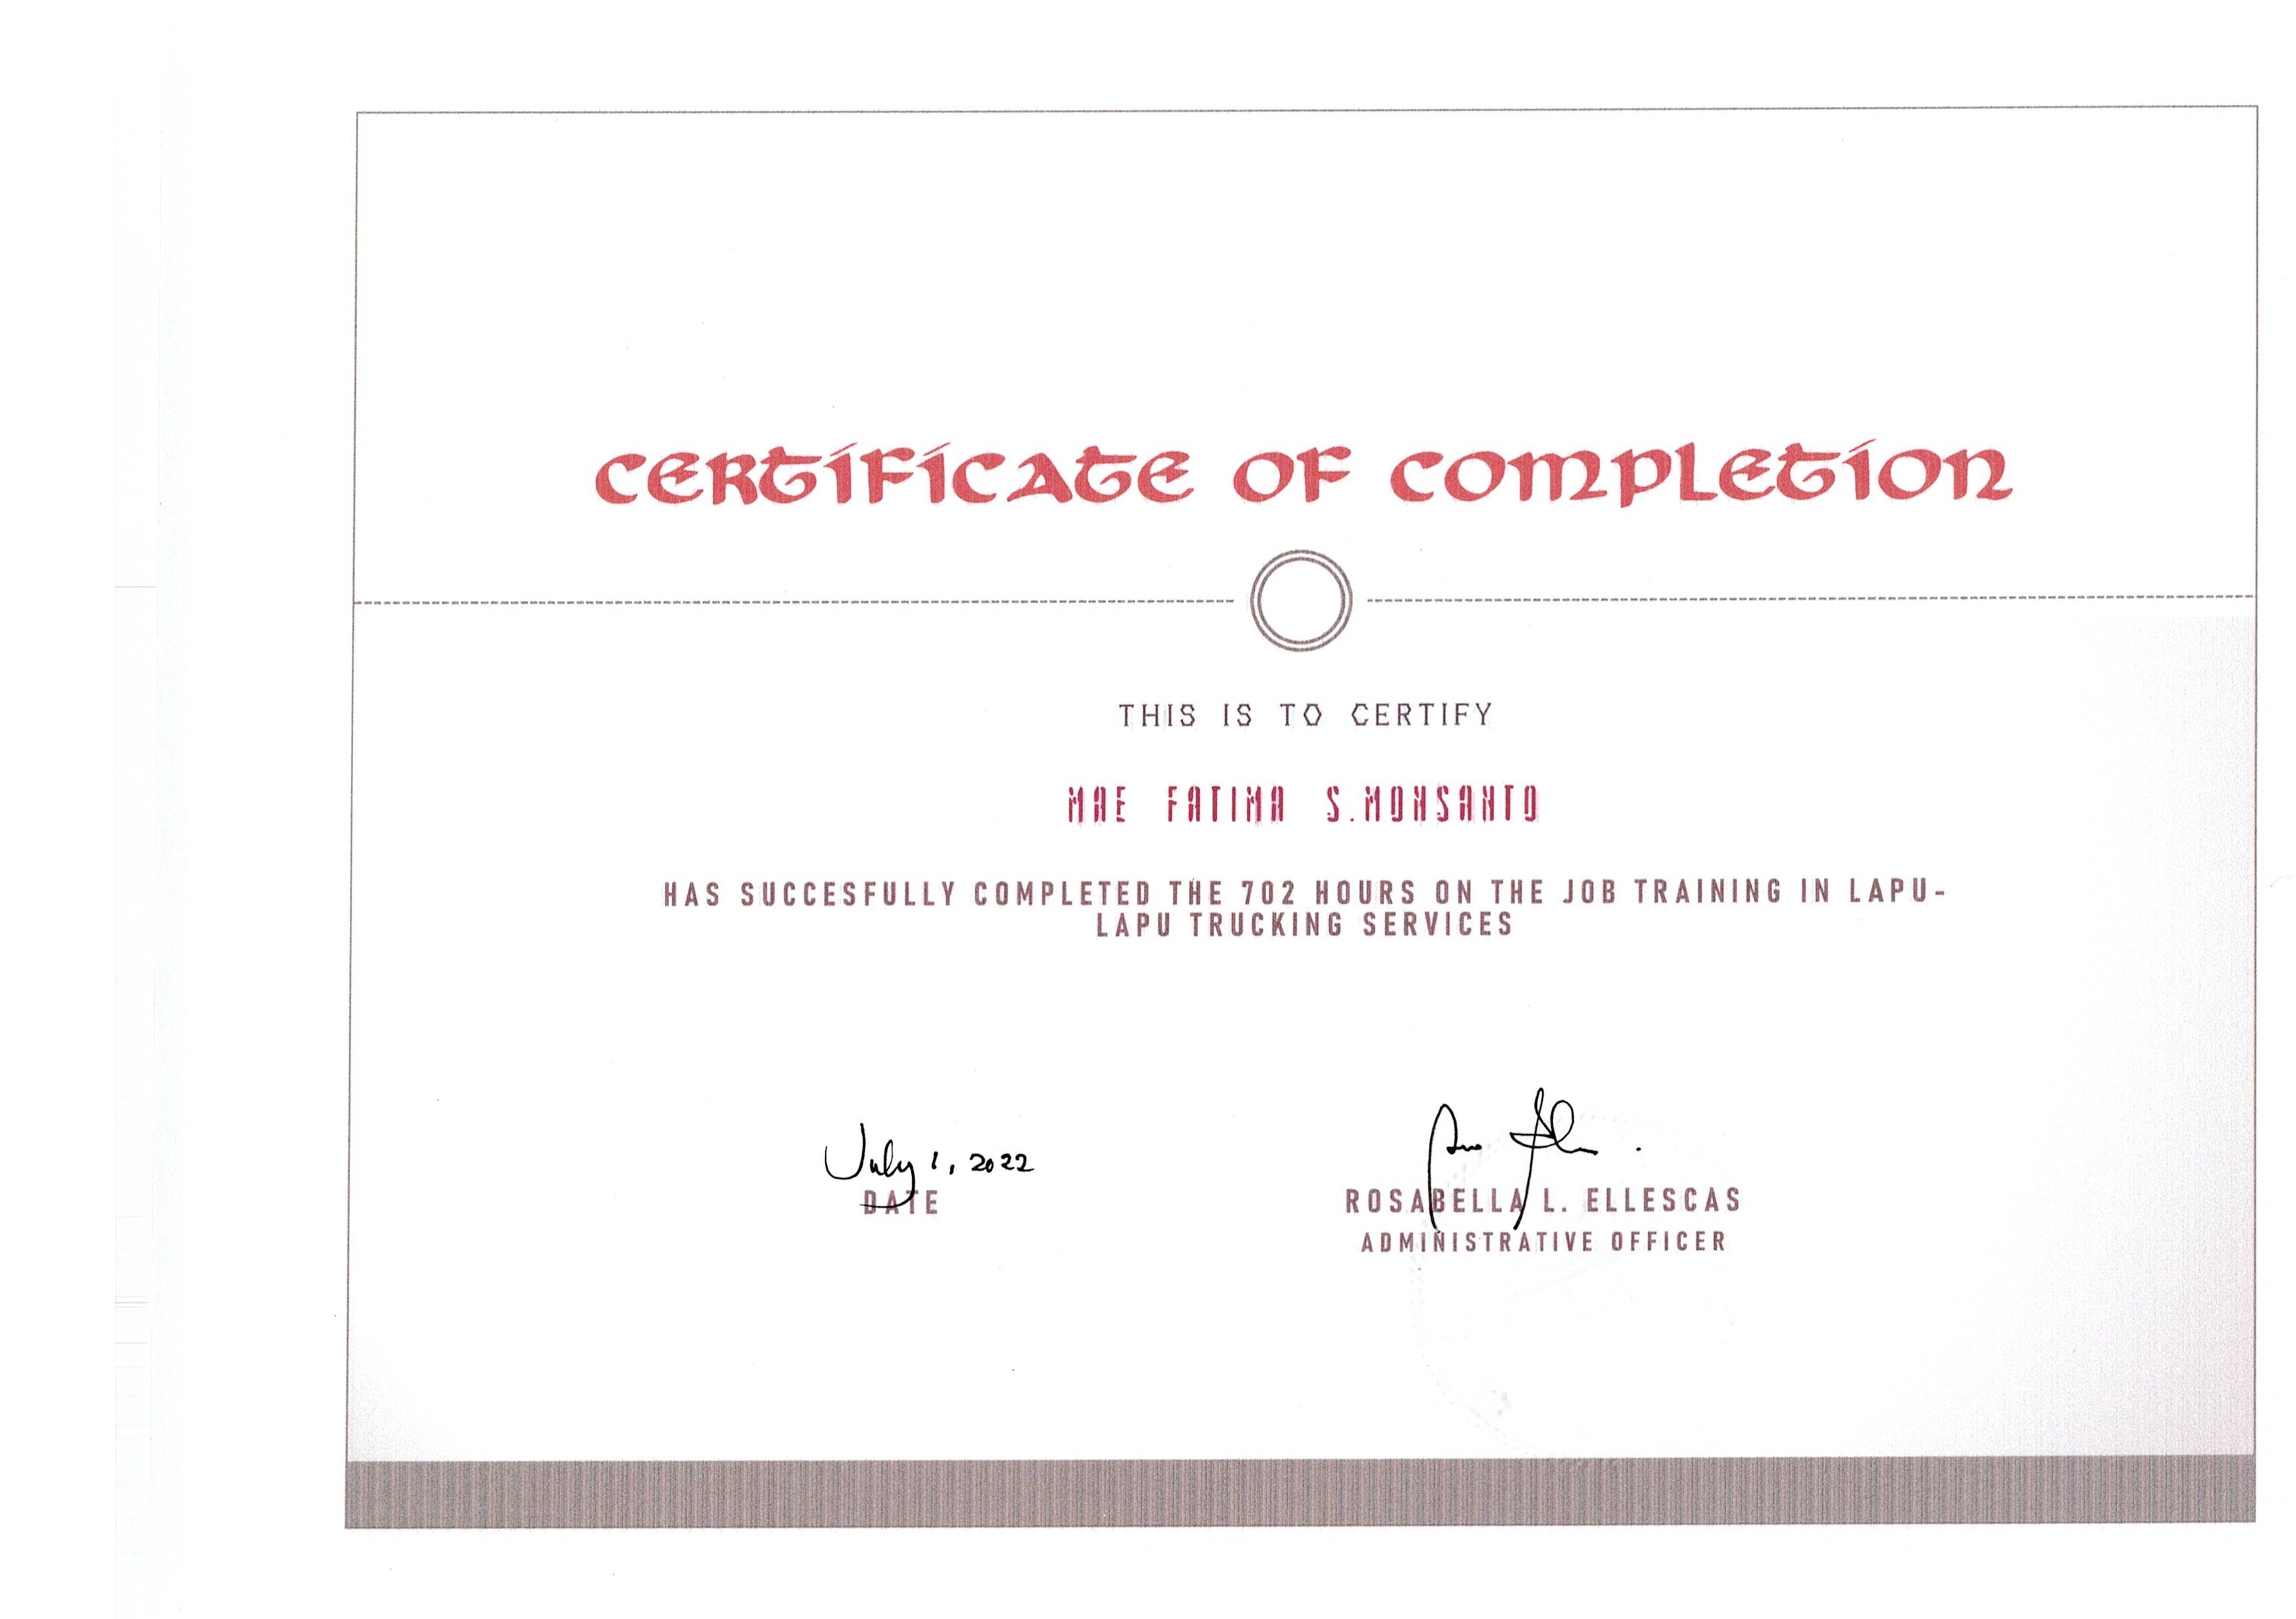 CERTIFICATE OF COMPLETION
THIS IS TO CERTIFY
MAE FATIMA S.MONSANTO
HAS SUCCESFULLY COMPLETED THE 702 HOURS ON THE JOB TRAINING IN LAPU-
LAPU TRUCKING SERVICES
July 1, 2022
DATE
ROSABELLA L. ELLESCAS
ADMINISTRATIVE OFFICER